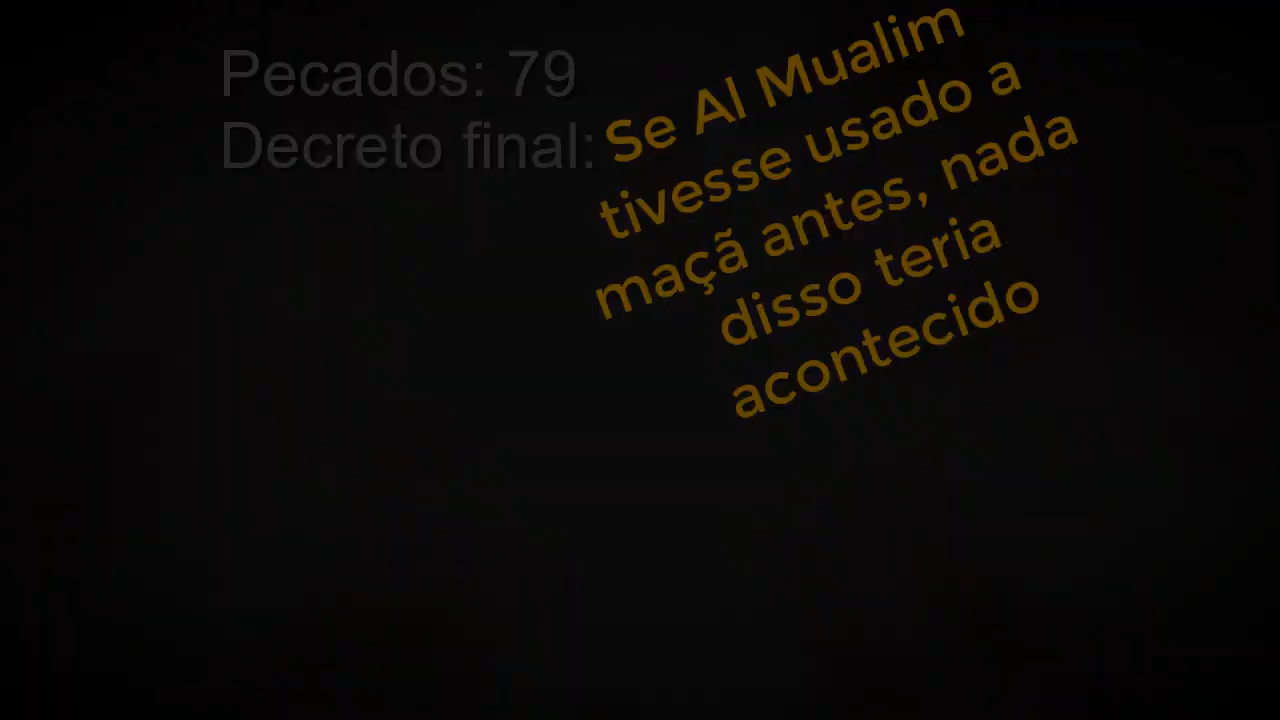 Pecados: 79
Decreto final:
Se Al Mualim
tivesse usado a
maçã antes, nada
disso teria
acontecido